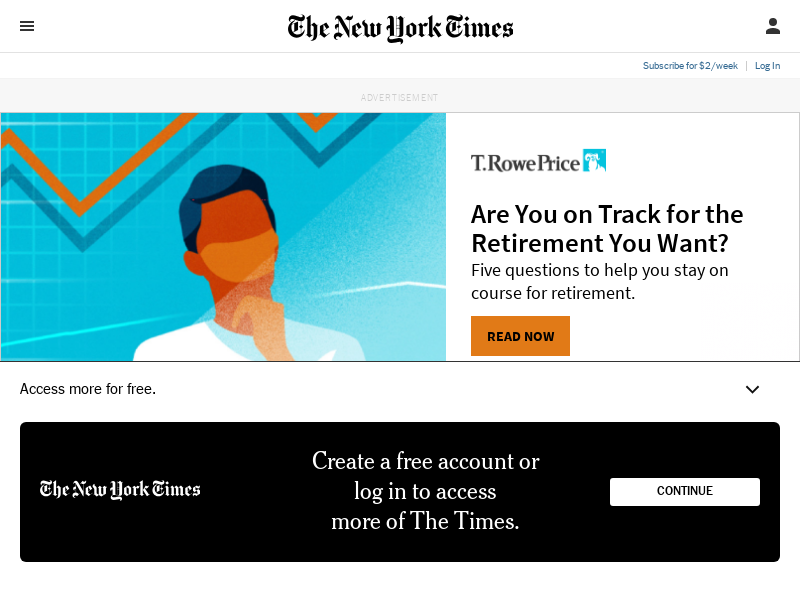 The New York Times
Subscribe for $2/week
Log In
ADVERTISEMENT
T.RowePrice
Are You on Track for the
Retirement You Want?
Five questions to help you stay on
course for retirement.
READ NOW
Access more for free.
The New York Times
Create a free account or
log in to access
more of The Times.
CONTINUE